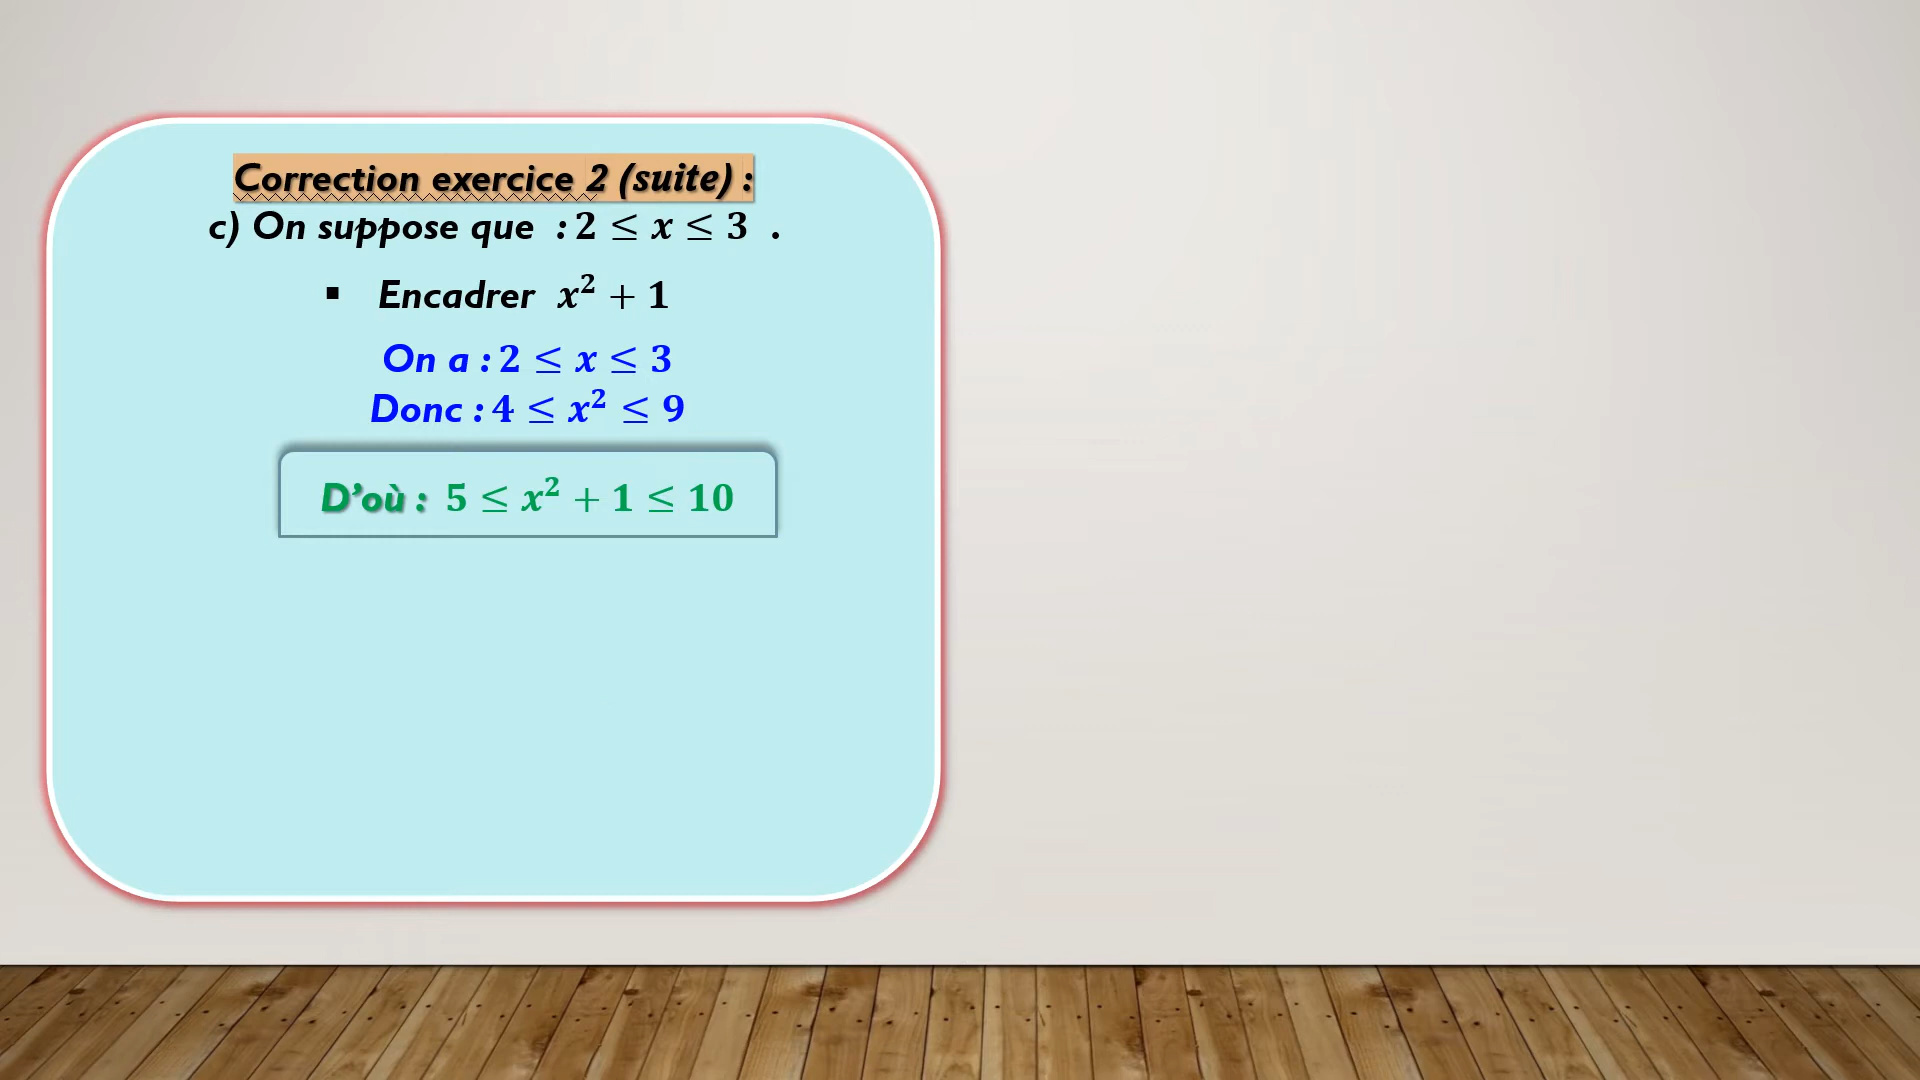 Correction exercice 2 (suite) :
c) On suppose que : 2 ≤ x ≤ 3 .
▪ Encadrer x² + 1
On a : 2 ≤ x ≤ 3
Donc : 4 ≤ x² ≤ 9
D’où : 5 ≤ x² + 1 ≤ 10